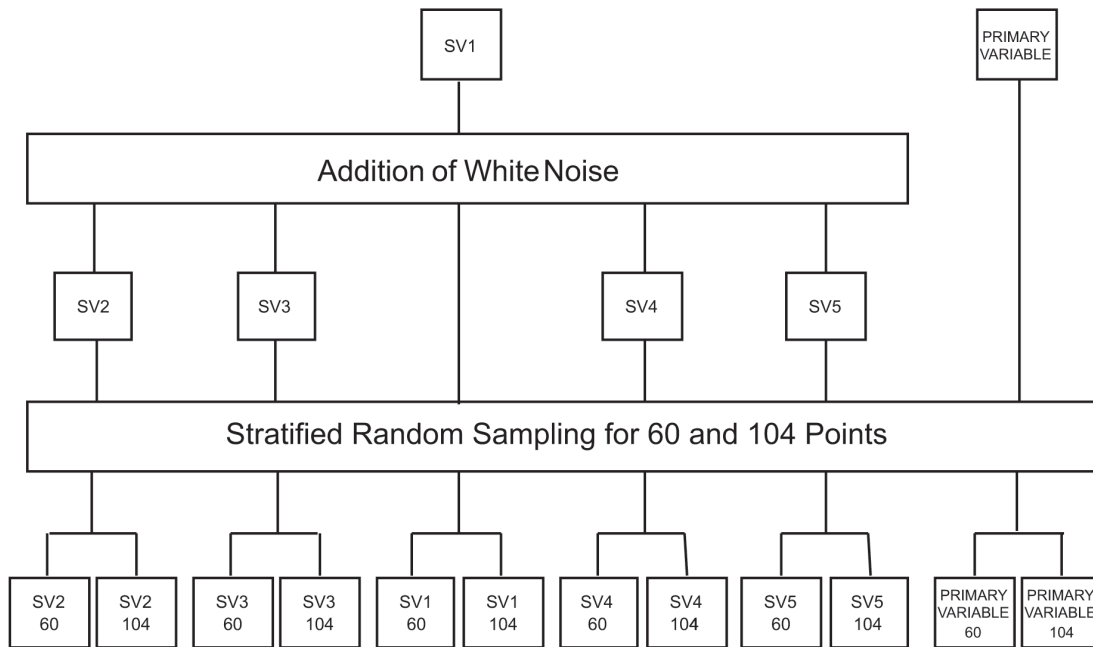 SV1
PRIMARY
VARIABLE
Addition of White Noise
SV2
SV3
SV4
SV5
Stratified Random Sampling for 60 and 104 Points
SV2
60
SV2
104
SV3
60
SV3
104
SV1
60
SV1
104
SV4
60
SV4
104
SV5
60
SV5
104
PRIMARY
VARIABLE
60
PRIMARY
VARIABLE
104